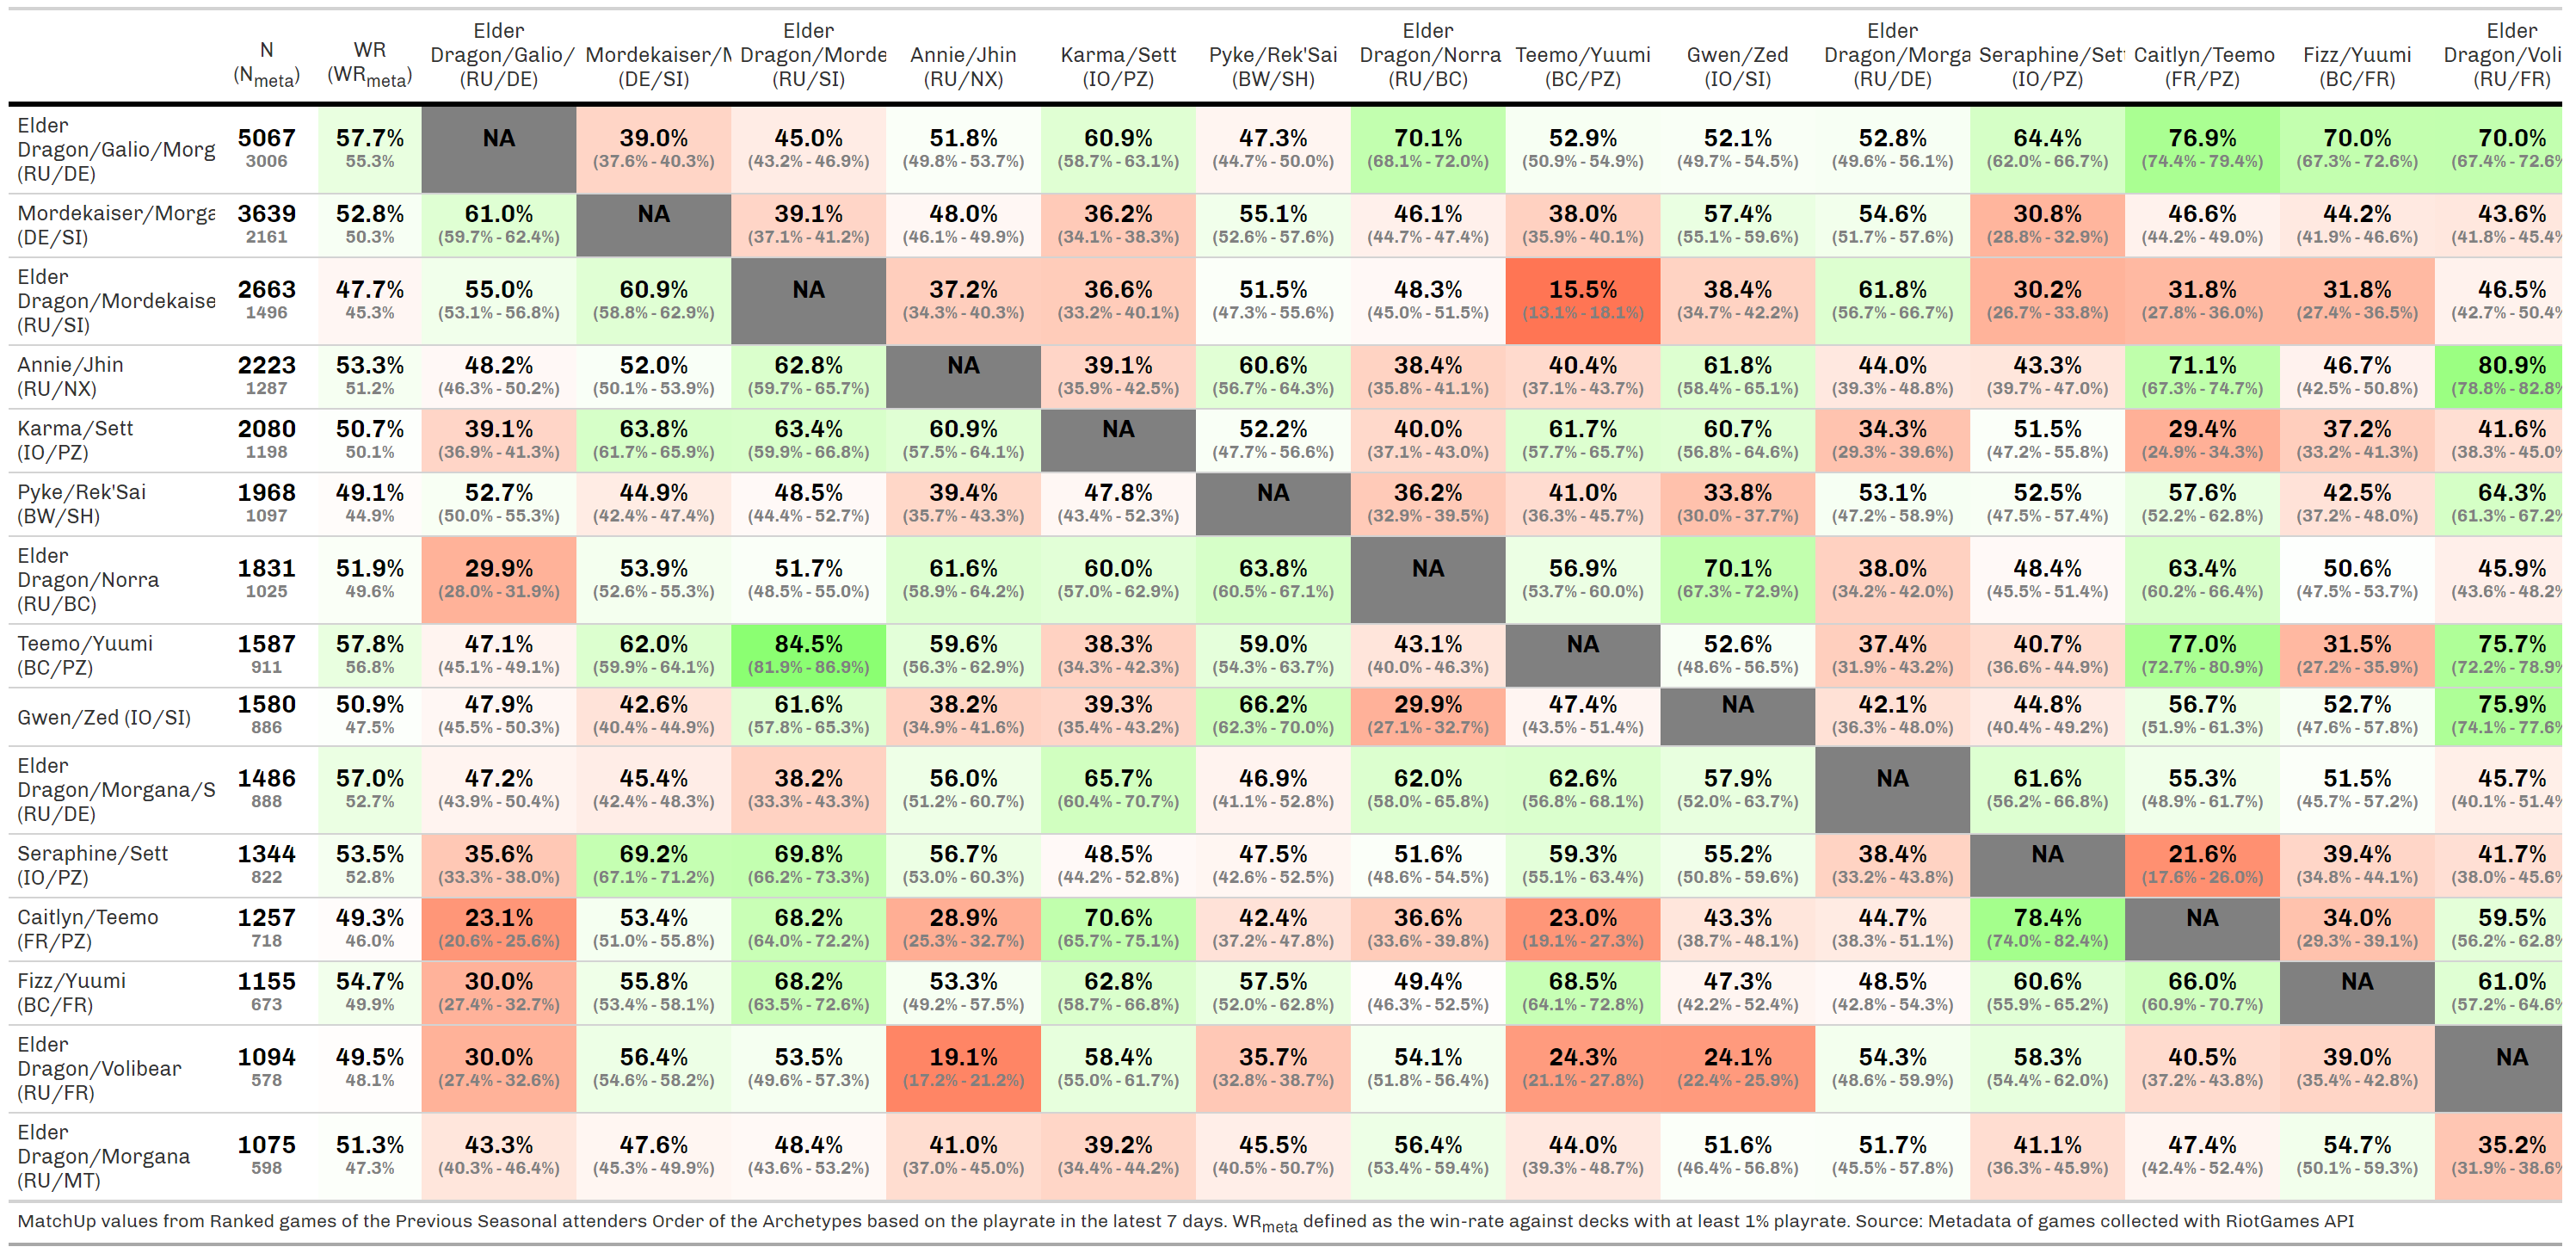 N (N_meta) WR (WR_meta) Elder Dragon/Galio/ (RU/DE) Mordekaiser/M (DE/SI) Elder Dragon/Morde (RU/SI) Annie/Jhin (RU/NX) Karma/Sett (IO/PZ) Pyke/Rek'Sai (BW/SH) Elder Dragon/Norra (RU/BC) Teemo/Yuumi (BC/PZ) Gwen/Zed (IO/SI) Elder Dragon/Morga (RU/DE) Seraphine/Sett (IO/PZ) Caitlyn/Teemo (FR/PZ) Fizz/Yuumi (BC/FR) Elder Dragon/Voli (RU/FR)
Elder Dragon/Galio/Morg (RU/DE) 5067 57.7% NA 39.0% 45.0% 51.8% 60.9% 47.3% 70.1% 52.9% 52.1% 52.8% 64.4% 76.9% 70.0% 70.0%
3006 55.3% (37.6% - 40.3%) (43.2% - 46.9%) (49.8% - 53.7%) (58.7% - 63.1%) (44.7% - 50.0%) (68.1% - 72.0%) (50.9% - 54.9%) (49.7% - 54.5%) (49.6% - 56.1%) (62.0% - 66.7%) (74.4% - 79.4%) (67.3% - 72.6%) (67.4% - 72.6%
Mordekaiser/Morga (DE/SI) 3639 52.8% 61.0% NA 39.1% 48.0% 36.2% 55.1% 46.1% 38.0% 57.4% 54.6% 30.8% 46.6% 44.2% 43.6%
2161 50.3% (59.7% - 62.4%) (37.1% - 41.2%) (46.1% - 49.9%) (34.1% - 38.3%) (52.6% - 57.6%) (44.7% - 47.4%) (35.9% - 40.1%) (55.1% - 59.6%) (51.7% - 57.6%) (28.8% - 32.9%) (44.2% - 49.0%) (41.9% - 46.6%) (41.8% - 45.4%
Elder Dragon/Mordekaise (RU/SI) 2663 47.7% 55.0% 60.9% NA 37.2% 36.6% 51.5% 48.3% 15.5% 38.4% 61.8% 30.2% 31.8% 31.8% 46.5%
1496 45.3% (53.1% - 56.8%) (58.8% - 62.9%) (34.3% - 40.3%) (33.2% - 40.1%) (47.3% - 55.6%) (45.0% - 51.5%) (13.1% - 18.1%) (34.7% - 42.2%) (56.7% - 66.7%) (26.7% - 33.8%) (27.8% - 36.0%) (27.4% - 36.5%) (42.7% - 50.4%
Annie/Jhin (RU/NX) 2223 53.3% 48.2% 52.0% 62.8% NA 39.1% 60.6% 38.4% 40.4% 61.8% 44.0% 43.3% 71.1% 46.7% 80.9%
1287 51.2% (46.3% - 50.2%) (50.1% - 53.9%) (59.7% - 65.7%) (35.9% - 42.5%) (56.7% - 64.3%) (35.8% - 41.1%) (37.1% - 43.7%) (58.4% - 65.1%) (39.3% - 48.8%) (39.7% - 47.0%) (67.3% - 74.7%) (42.5% - 50.8%) (78.8% - 82.8%
Karma/Sett (IO/PZ) 2080 50.7% 39.1% 63.8% 63.4% 60.9% NA 52.2% 40.0% 61.7% 60.7% 34.3% 51.5% 29.4% 37.2% 41.6%
1198 50.1% (36.9% - 41.3%) (61.7% - 65.9%) (59.9% - 66.8%) (57.5% - 64.1%) (47.7% - 56.6%) (37.1% - 43.0%) (57.7% - 65.7%) (56.8% - 64.6%) (29.3% - 39.6%) (47.2% - 55.8%) (24.9% - 34.3%) (33.2% - 41.3%) (38.3% - 45.0%
Pyke/Rek'Sai (BW/SH) 1968 49.1% 52.7% 44.9% 48.5% 39.4% 47.8% NA 36.2% 41.0% 33.8% 53.1% 52.5% 57.6% 42.5% 64.3%
1097 44.9% (50.0% - 55.3%) (42.4% - 47.4%) (44.4% - 52.7%) (35.7% - 43.3%) (43.4% - 52.3%) (32.9% - 39.5%) (36.3% - 45.7%) (30.0% - 37.7%) (47.2% - 58.9%) (47.5% - 57.4%) (52.2% - 62.8%) (37.2% - 48.0%) (61.3% - 67.2%
Elder Dragon/Norra (RU/BC) 1831 51.9% 29.9% 53.9% 51.7% 61.6% 60.0% 63.8% NA 56.9% 70.1% 38.0% 48.4% 63.4% 50.6% 45.9%
1025 49.6% (28.0% - 31.9%) (52.6% - 55.3%) (48.5% - 55.0%) (58.9% - 64.2%) (57.0% - 62.9%) (60.5% - 67.1%) (53.7% - 60.0%) (67.3% - 72.9%) (34.2% - 42.0%) (45.5% - 51.4%) (60.2% - 66.4%) (47.5% - 53.7%) (43.6% - 48.2%
Teemo/Yuumi (BC/PZ) 1587 57.8% 47.1% 62.0% 84.5% 59.6% 38.3% 59.0% 43.1% NA 52.6% 37.4% 40.7% 77.0% 31.5% 75.7%
911 56.8% (45.1% - 49.1%) (59.9% - 64.1%) (81.9% - 86.9%) (56.3% - 62.9%) (34.3% - 42.3%) (54.3% - 63.7%) (40.0% - 46.3%) (48.6% - 56.5%) (31.9% - 43.2%) (36.6% - 44.9%) (72.7% - 80.9%) (27.2% - 35.9%) (72.2% - 78.9%
Gwen/Zed (IO/SI) 1580 50.9% 47.9% 42.6% 61.6% 38.2% 39.3% 66.2% 29.9% 47.4% NA 42.1% 44.8% 56.7% 52.7% 75.9%
886 47.5% (45.5% - 50.3%) (40.4% - 44.9%) (57.8% - 65.3%) (34.9% - 41.6%) (35.4% - 43.2%) (62.3% - 70.0%) (27.1% - 32.7%) (43.5% - 51.4%) (36.3% - 48.0%) (40.4% - 49.2%) (51.9% - 61.3%) (47.6% - 57.8%) (74.1% - 77.6%
Elder Dragon/Morgana/S (RU/DE) 1486 57.0% 47.2% 45.4% 38.2% 56.0% 65.7% 46.9% 62.0% 62.6% 57.9% NA 61.6% 55.3% 51.5% 45.7%
888 52.7% (43.9% - 50.4%) (42.4% - 48.3%) (33.3% - 43.3%) (51.2% - 60.7%) (60.4% - 70.7%) (41.1% - 52.8%) (58.0% - 65.8%) (56.8% - 68.1%) (52.0% - 63.7%) (56.2% - 66.8%) (48.9% - 61.7%) (45.7% - 57.2%) (40.1% - 51.4%
Seraphine/Sett (IO/PZ) 1344 53.5% 35.6% 69.2% 69.8% 56.7% 48.5% 47.5% 51.6% 59.3% 55.2% 38.4% NA 21.6% 39.4% 41.7%
822 52.8% (33.3% - 38.0%) (67.1% - 71.2%) (66.2% - 73.3%) (53.0% - 60.3%) (44.2% - 52.8%) (42.6% - 52.5%) (48.6% - 54.5%) (55.1% - 63.4%) (50.8% - 59.6%) (33.2% - 43.8%) (17.6% - 26.0%) (34.8% - 44.1%) (38.0% - 45.6%
Caitlyn/Teemo (FR/PZ) 1257 49.3% 23.1% 53.4% 68.2% 28.9% 70.6% 42.4% 36.6% 23.0% 43.3% 44.7% 78.4% NA 34.0% 59.5%
718 46.0% (20.6% - 25.6%) (51.0% - 55.8%) (64.0% - 72.2%) (25.3% - 32.7%) (65.7% - 75.1%) (37.2% - 47.8%) (33.6% - 39.8%) (19.1% - 27.3%) (38.7% - 48.1%) (38.3% - 51.1%) (74.0% - 82.4%) (29.3% - 39.1%) (56.2% - 62.8%
Fizz/Yuumi (BC/FR) 1155 54.7% 30.0% 55.8% 68.2% 53.3% 62.8% 57.5% 49.4% 68.5% 47.3% 48.5% 60.6% 66.0% NA 61.0%
673 49.9% (27.4% - 32.7%) (53.4% - 58.1%) (63.5% - 72.6%) (49.2% - 57.5%) (58.7% - 66.8%) (52.0% - 62.8%) (46.3% - 52.5%) (64.1% - 72.8%) (42.2% - 52.4%) (42.8% - 54.3%) (55.9% - 65.2%) (60.9% - 70.7%) (57.2% - 64.6%
Elder Dragon/Volibear (RU/FR) 1094 49.5% 30.0% 56.4% 53.5% 19.1% 58.4% 35.7% 54.1% 24.3% 24.1% 54.3% 58.3% 40.5% 39.0% NA
578 48.1% (27.4% - 32.6%) (54.6% - 58.2%) (49.6% - 57.3%) (17.2% - 21.2%) (55.0% - 61.7%) (32.8% - 38.7%) (51.8% - 56.4%) (21.1% - 27.8%) (22.4% - 25.9%) (48.6% - 59.9%) (54.4% - 62.0%) (37.2% - 43.8%) (35.4% - 42.8%)
Elder Dragon/Morgana (RU/MT) 1075 51.3% 43.3% 47.6% 48.4% 41.0% 39.2% 45.5% 56.4% 44.0% 51.6% 51.7% 41.1% 47.4% 54.7% 35.2%
598 47.3% (40.3% - 46.4%) (45.3% - 49.9%) (43.6% - 53.2%) (37.0% - 45.0%) (34.4% - 44.2%) (40.5% - 50.7%) (53.4% - 59.4%) (39.3% - 48.7%) (46.4% - 56.8%) (45.5% - 57.8%) (36.3% - 45.9%) (42.4% - 52.4%) (50.1% - 59.3%) (31.9% - 38.6%
MatchUp values from Ranked games of the Previous Seasonal attenders Order of the Archetypes based on the playrate in the latest 7 days. WR_meta defined as the win-rate against decks with at least 1% playrate. Source: Metadata of games collected with RiotGames API